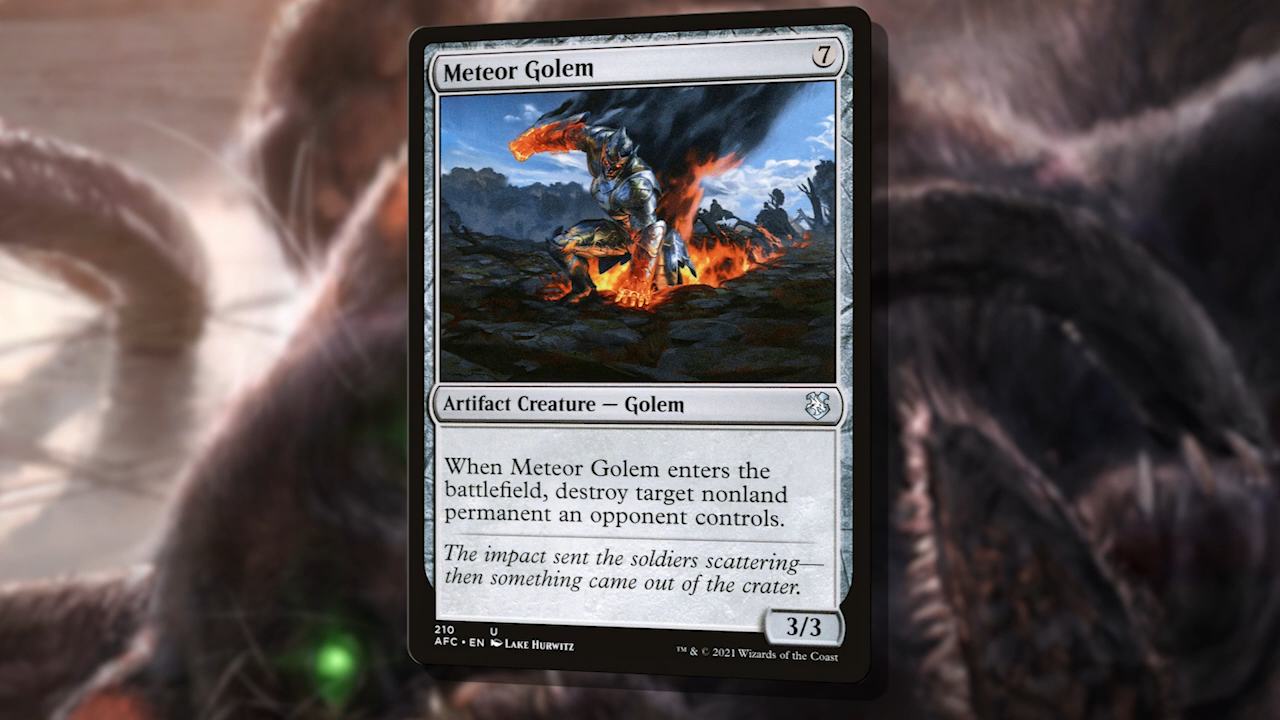 Meteor Golem
7
Artifact Creature — Golem
When Meteor Golem enters the
battlefield, destroy target nonland
permanent an opponent controls.
The impact sent the soldiers scattering—
then something came out of the crater.
3/3
210 U
AFC • EN Lake Hurwitz
™ & © 2021 Wizards of the Coast